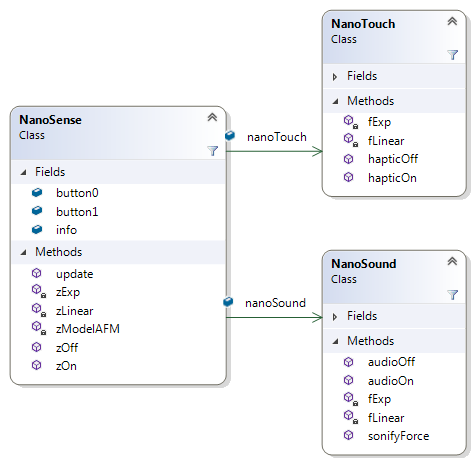 NanoTouch
Class
Fields
Methods
fExp
fLinear
hapticOff
hapticOn
NanoSense
Class
Fields
button0
button1
info
Methods
update
zExp
zLinear
zModelAFM
zOff
zOn
nanoTouch
nanoSound
NanoSound
Class
Fields
Methods
audioOff
audioOn
fExp
fLinear
sonifyForce